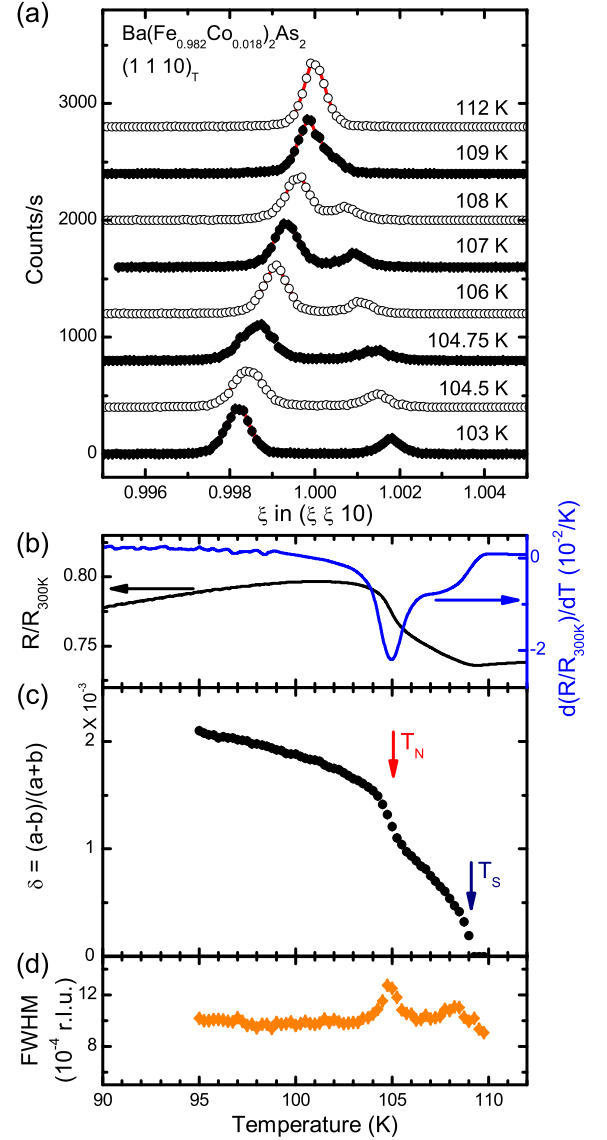 (a)
Ba(Fe0.982Co0.018)2As2
(1 1 10)T
3000
2000
1000
0
Counts/s
112 K
109 K
108 K
107 K
106 K
104.75 K
104.5 K
103 K
0.996 0.998 1.000 1.002 1.004
ξ in (ξ ξ 10)
(b)
0.80
0.75
R/R300K
0
-2
d(R/R300K)/dT (10-2/K)
(c)
2 X 10-3
1
0
δ = (a-b)/(a+b)
TN
TS
(d)
12
8
FWHM
(10-4 r.l.u.)
90 95 100 105 110
Temperature (K)